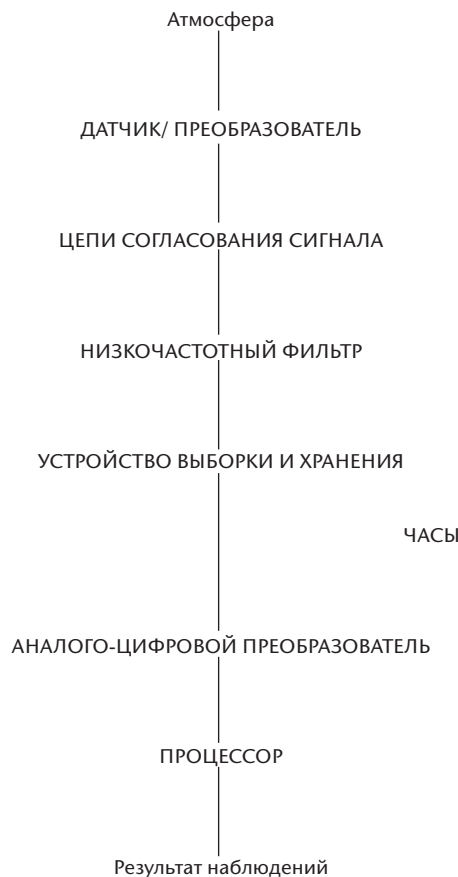 Атмосфера
ДАТЧИК/ ПРЕОБРАЗОВАТЕЛЬ
ЦЕПИ СОГЛАСОВАНИЯ СИГНАЛА
НИЗКОЧАСТОТНЫЙ ФИЛЬТР
УСТРОЙСТВО ВЫБОРКИ И ХРАНЕНИЯ
ЧАСЫ
АНАЛОГО-ЦИФРОВОЙ ПРЕОБРАЗОВАТЕЛЬ
ПРОЦЕССОР
Результат наблюдений